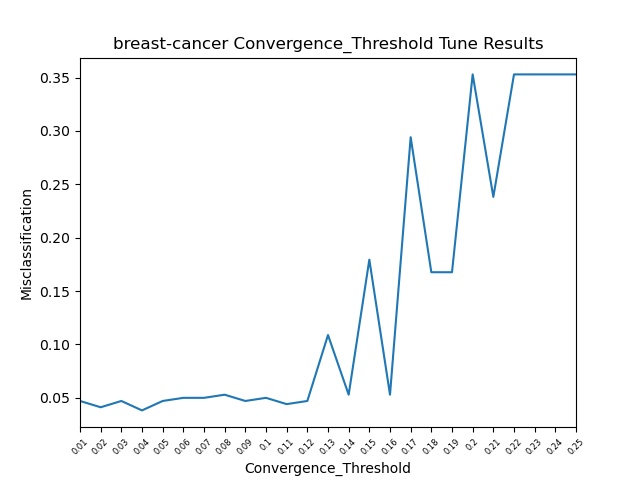 breast-cancer Convergence_Threshold Tune Results
0.35
0.30
0.25
0.20
0.15
0.10
0.05
Misclassification
0.01 0.02 0.03 0.04 0.05 0.06 0.07 0.08 0.09 0.1 0.11 0.12 0.13 0.14 0.15 0.16 0.17 0.18 0.19 0.2 0.21 0.22 0.23 0.24 0.25
Convergence_Threshold